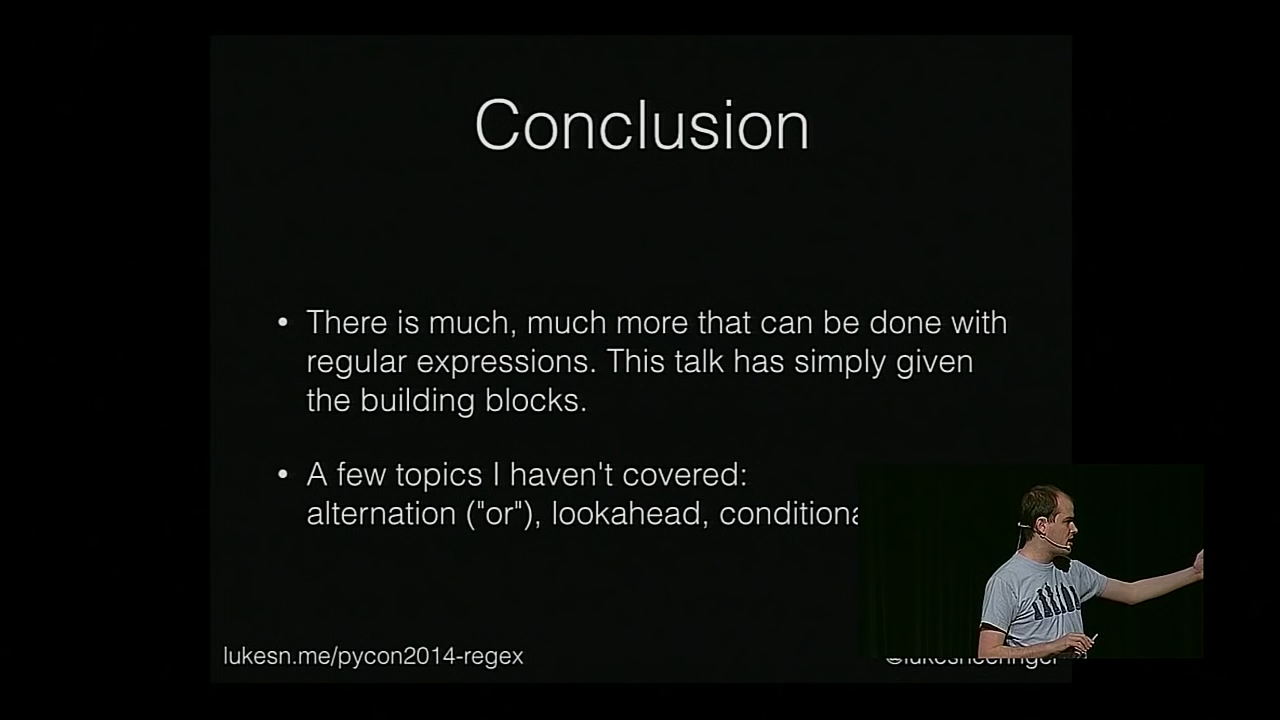 Conclusion
• There is much, much more that can be done with
regular expressions. This talk has simply given
the building blocks.
• A few topics I haven't covered:
alternation ("or"), lookahead,
lukesn.me/pycon2014-regex